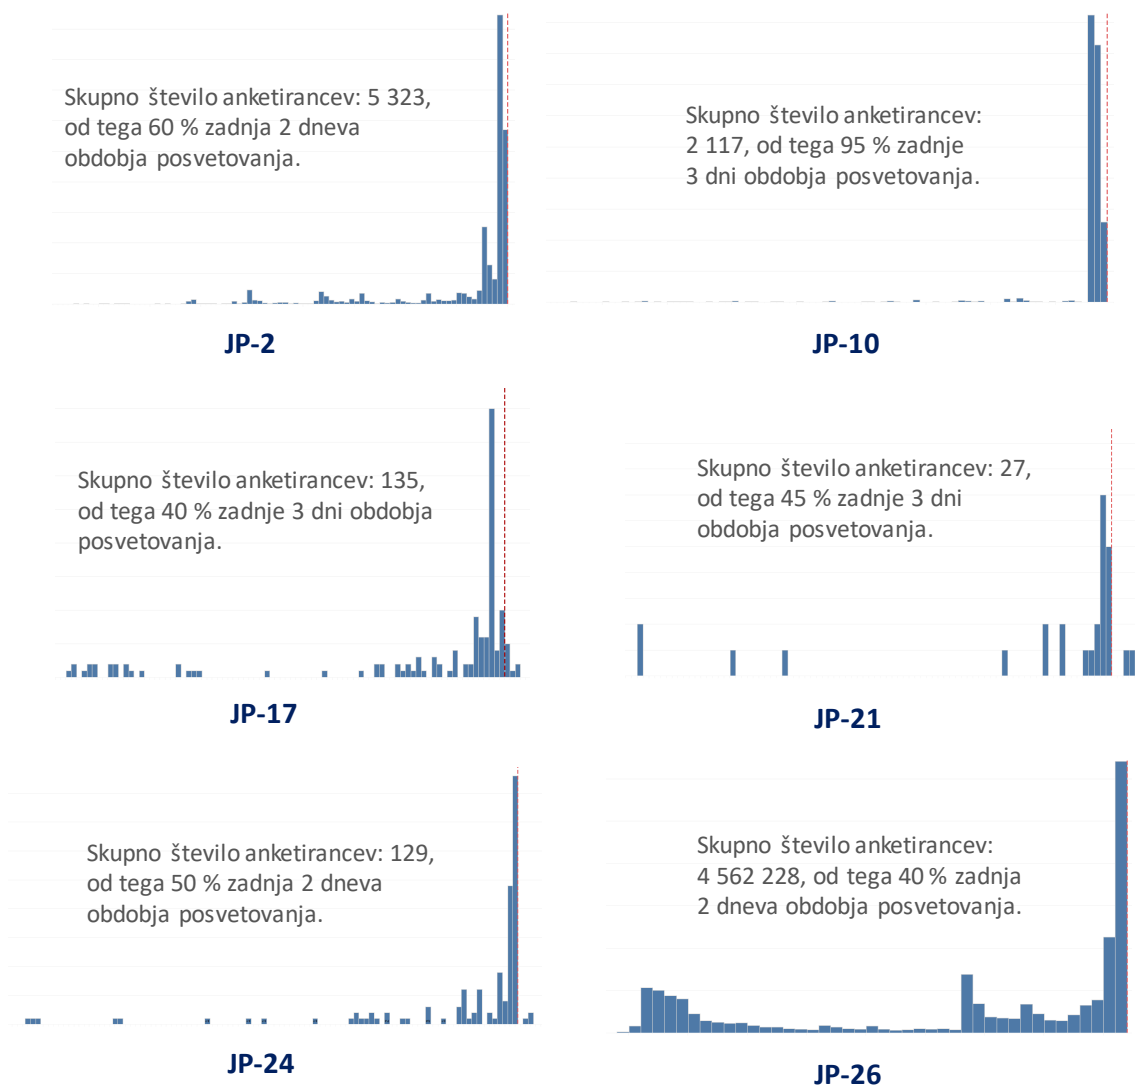 Skupno število anketirancev: 5 323,
od tega 60 % zadnja 2 dneva
obdobja posvetovanja.
JP-2
Skupno število anketirancev:
2 117, od tega 95 % zadnje
3 dni obdobja posvetovanja.
JP-10
Skupno število anketirancev: 135,
od tega 40 % zadnje 3 dni obdobja
posvetovanja.
JP-17
Skupno število anketirancev: 27,
od tega 45 % zadnje 3 dni
obdobja posvetovanja.
JP-21
Skupno število anketirancev: 129,
od tega 50 % zadnja 2 dneva
obdobja posvetovanja.
JP-24
Skupno število anketirancev:
4 562 228, od tega 40 % zadnja
2 dneva obdobja posvetovanja.
JP-26